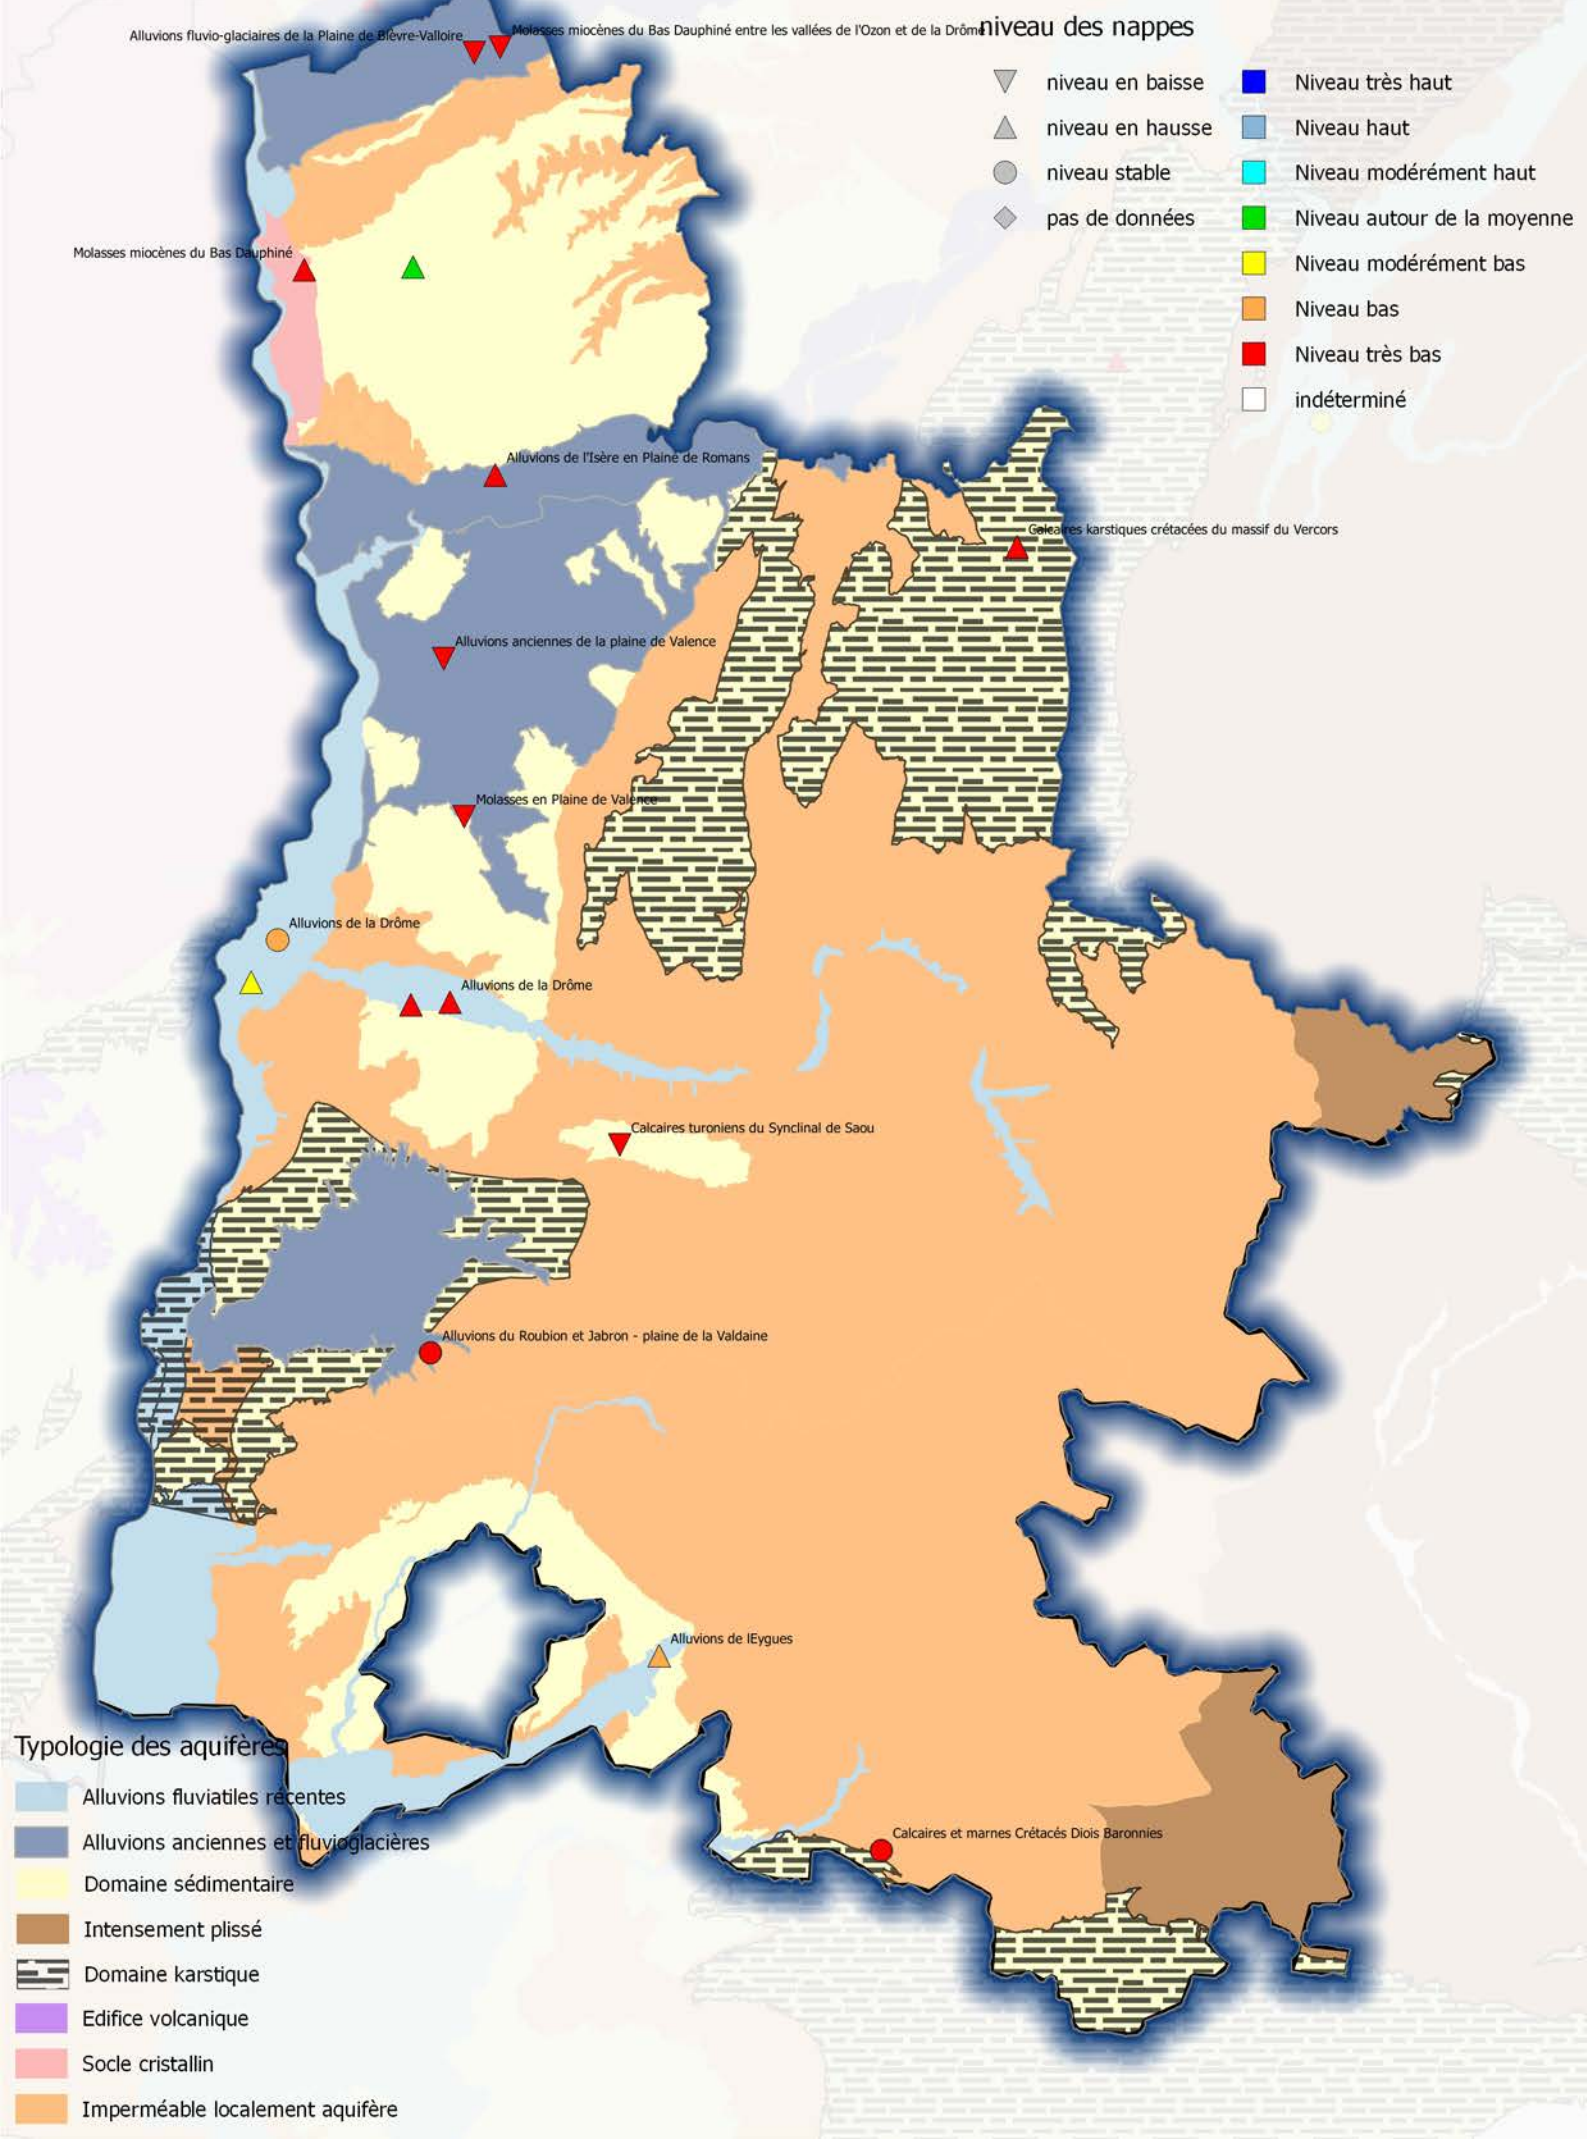 niveau des nappes
niveau en baisse
niveau en hausse
niveau stable
pas de données
Niveau très haut
Niveau haut
Niveau modérément haut
Niveau autour de la moyenne
Niveau modérément bas
Niveau bas
Niveau très bas
indéterminé
Alluvions fluvio-glaciaires de la Plaine de Bièvre-Valloire
Molasses miocènes du Bas Dauphiné entre les vallées de l'Ozon et de la Drôme
Molasses miocènes du Bas Dauphiné
Alluvions de l'Isère en Plaine de Romans
Calcaires karstiques crétacées du massif du Vercors
Alluvions anciennes de la plaine de Valence
Molasses en Plaine de Valence
Alluvions de la Drôme
Alluvions de la Drôme
Calcaires turoniens du Synclinal de Saou
Alluvions du Roubion et Jabron - plaine de la Valdaine
Alluvions de lEygues
Calcaires et marnes Crétacés Diois Baronnies
Typologie des aquifères
Alluvions fluviatiles récentes
Alluvions anciennes et fluvioglacières
Domaine sédimentaire
Intensement plissé
Domaine karstique
Edifice volcanique
Socle cristallin
Imperméable localement aquifère